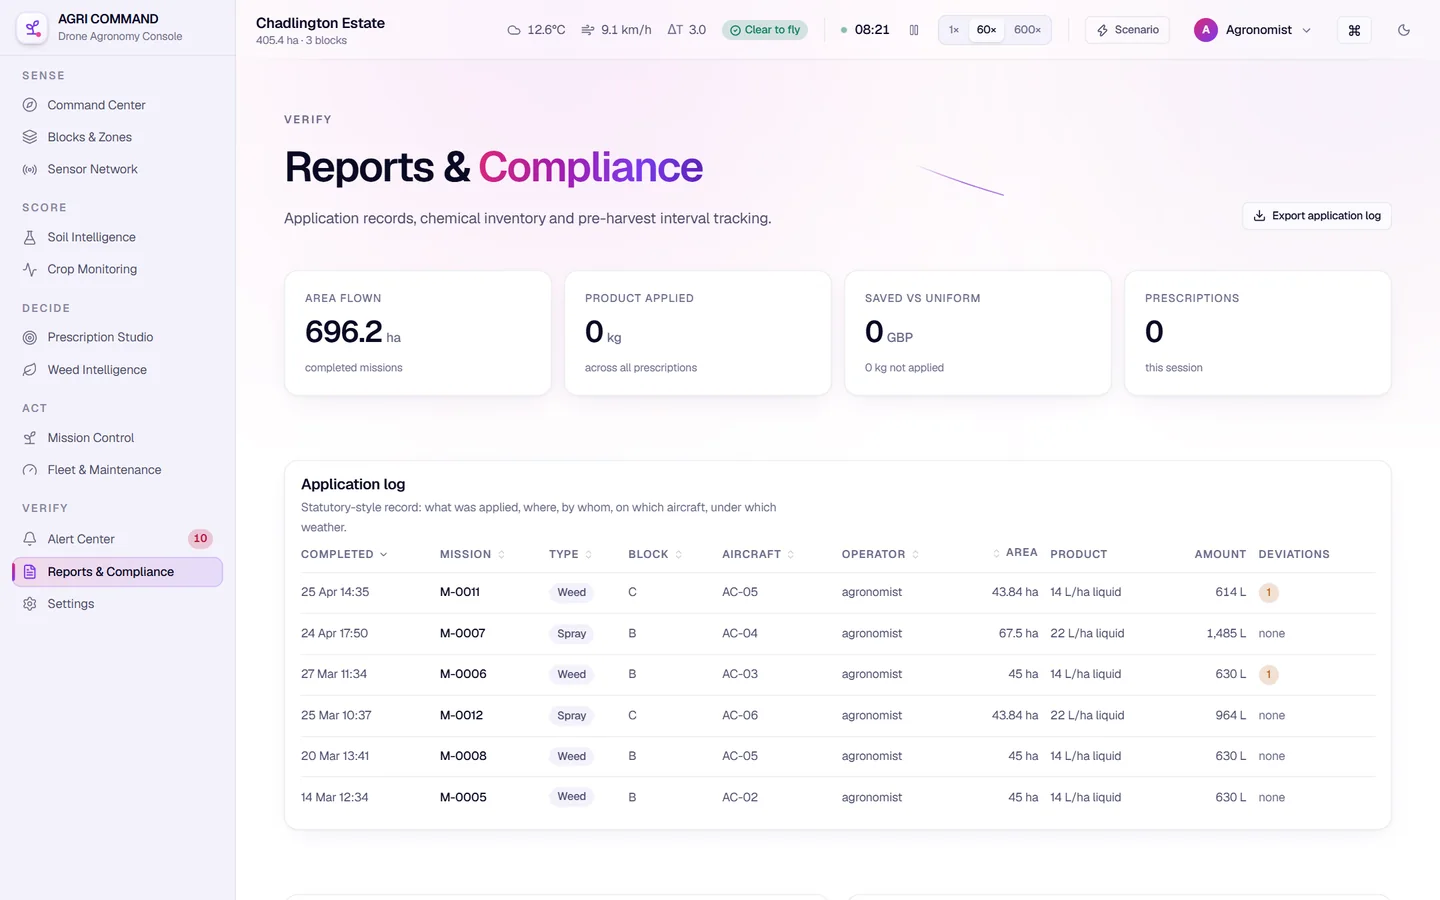 AGRI COMMAND
Drone Agronomy Console
SENSE
Command Center
Blocks & Zones
Sensor Network
SCORE
Soil Intelligence
Crop Monitoring
DECIDE
Prescription Studio
Weed Intelligence
ACT
Mission Control
Fleet & Maintenance
VERIFY
Alert Center 10
Reports & Compliance
Settings
Chadlington Estate
405.4 ha · 3 blocks
12.6°C 9.1 km/h ΔT 3.0 Clear to fly 08:21 1× 60× 600× Scenario A Agronomist ⌘
VERIFY
Reports & Compliance
Application records, chemical inventory and pre-harvest interval tracking.
Export application log
AREA FLOWN
696.2 ha
completed missions
PRODUCT APPLIED
0 kg
across all prescriptions
SAVED VS UNIFORM
0 GBP
0 kg not applied
PRESCRIPTIONS
0
this session
Application log
Statutory-style record: what was applied, where, by whom, on which aircraft, under which
weather.
COMPLETED MISSION TYPE BLOCK AIRCRAFT OPERATOR AREA PRODUCT AMOUNT DEVIATIONS
25 Apr 14:35 M-0011 Weed C AC-05 agronomist 43.84 ha 14 L/ha liquid 614 L 1
24 Apr 17:50 M-0007 Spray B AC-04 agronomist 67.5 ha 22 L/ha liquid 1,485 L none
27 Mar 11:34 M-0006 Weed B AC-03 agronomist 45 ha 14 L/ha liquid 630 L 1
25 Mar 10:37 M-0012 Spray C AC-06 agronomist 43.84 ha 22 L/ha liquid 964 L none
20 Mar 13:41 M-0008 Weed B AC-05 agronomist 45 ha 14 L/ha liquid 630 L none
14 Mar 12:34 M-0005 Weed B AC-02 agronomist 45 ha 14 L/ha liquid 630 L none